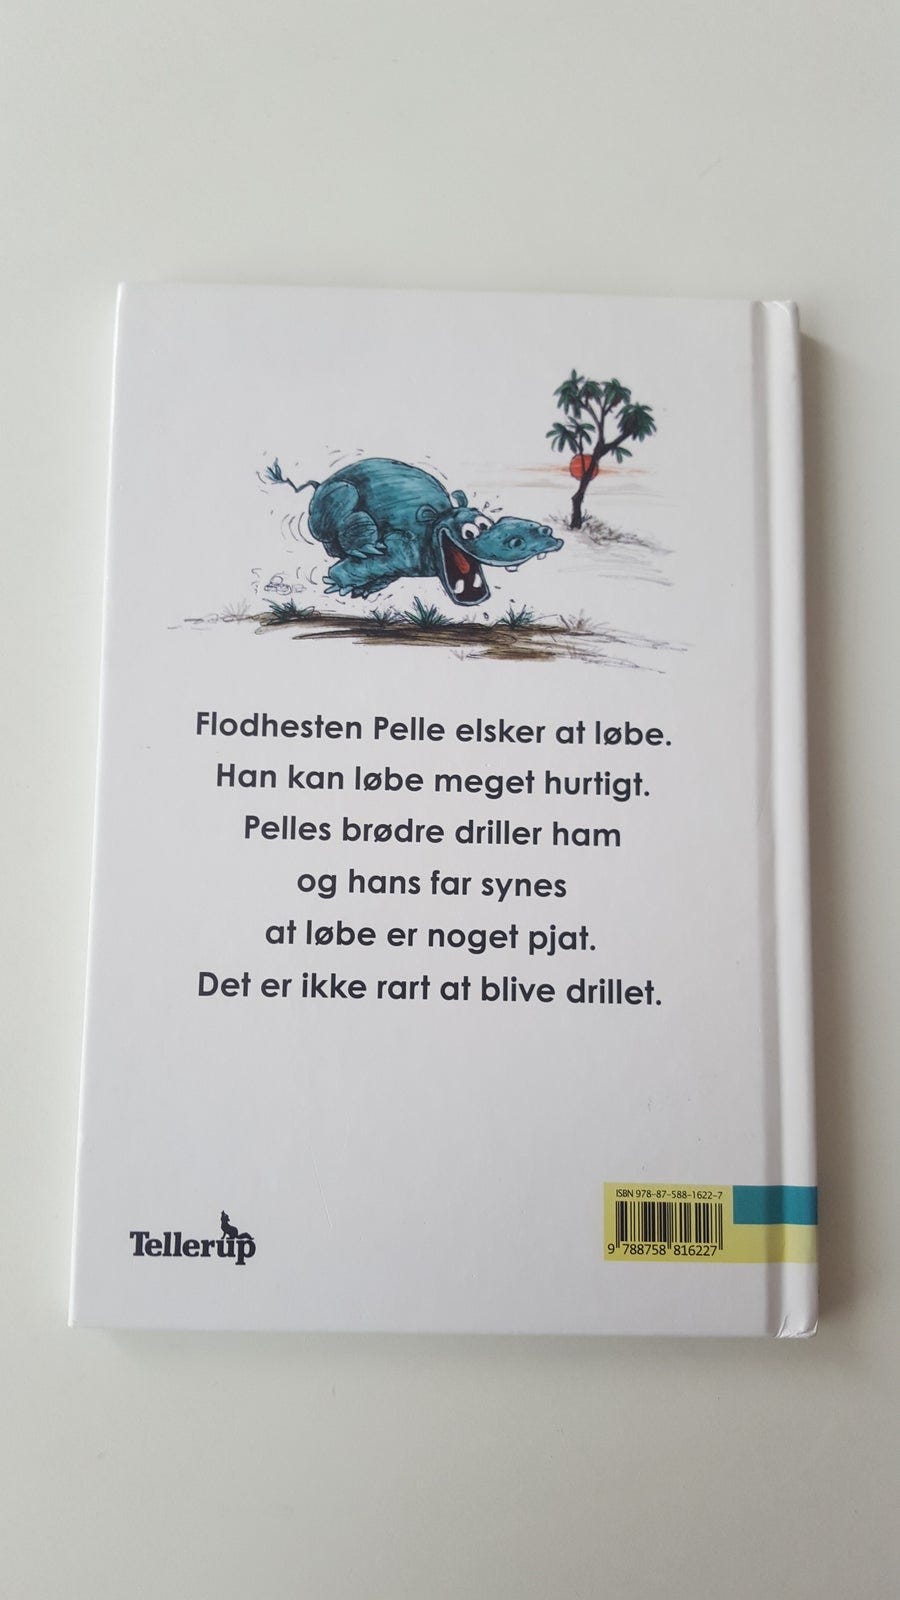 Flodhesten Pelle elsker at løbe.
Han kan løbe meget hurtigt.
Pelles brødre driller ham
og hans far synes
at løbe er noget pjat.
Det er ikke rart at blive drillet.
Tellerup
ISBN 978-87-588-1622-7
9 788758 816227